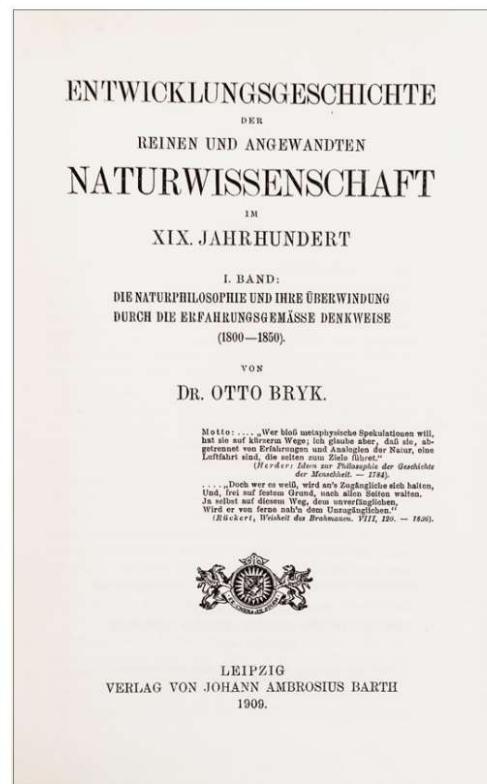 ENTWICKLUNGSGESCHICHTE
DER
REINEN UND ANGEWANDTEN
NATURWISSENSCHAFT
IM
XIX. JAHRHUNDERT
I. BAND:
DIE NATURPHILOSOPHIE UND IHRE ÜBERWINDUNG
DURCH DIE ERFAHRUNGSGEMÄSSE DENKWEISE
(1800—1850).
VON
DR. OTTO BRYK.
Motto: .... „Wer bloß metaphysische Spekulationen will,
hat sie auf kürzerm Wege; ich glaube aber, daß sie, ab-
getrennet von Erfahrungen und Analogien der Natur, eine
Luftfahrt sind, die selten zum Ziele führet.“
(Herder: Ideen zur Philosophie der Geschichte
der Menschheit. — 1784).
.... „Doch wer es weiß, wird an's Zugängliche sich halten,
Und, frei auf festem Grund, nach allen Seiten walten.
Ja selbst auf diesem Weg, dem unverfänglichen,
Wird er von ferne nah'n dem Unzugänglichen.“
(Rückert, Weisheit des Brahmanen. VIII, 120. — 1836).
LEIPZIG
VERLAG VON JOHANN AMBROSIUS BARTH
1909.